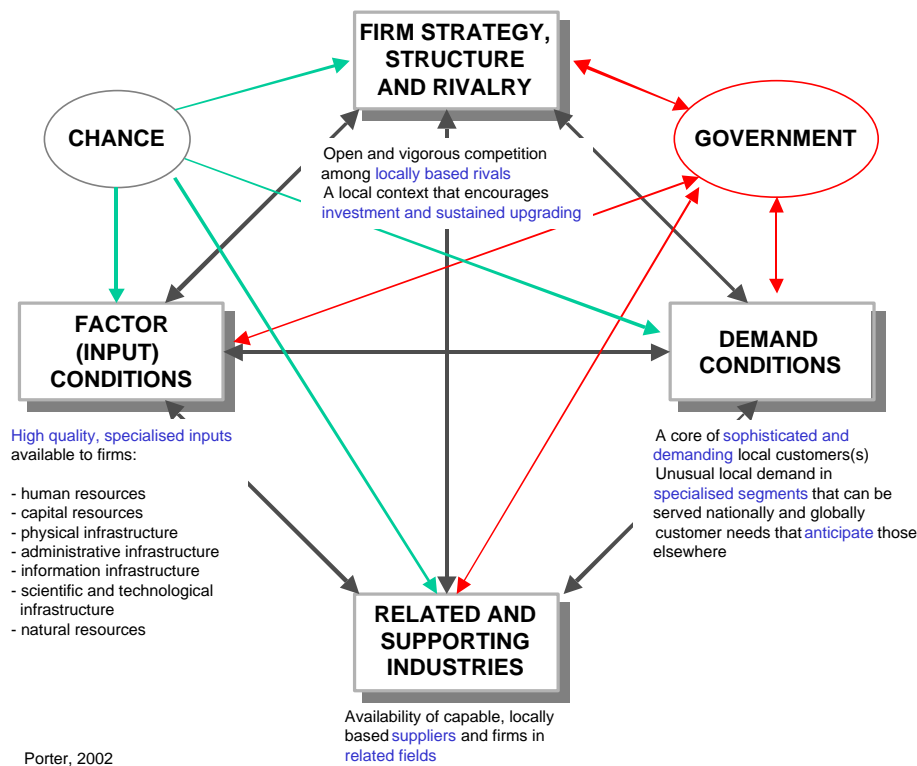 FIRM STRATEGY,
STRUCTURE
AND RIVALRY
CHANCE
GOVERNMENT
Open and vigorous competition
among locally based rivals
A local context that encourages
investment and sustained upgrading
FACTOR
(INPUT)
CONDITIONS
DEMAND
CONDITIONS
High quality, specialised inputs
available to firms:
- human resources
- capital resources
- physical infrastructure
- administrative infrastructure
- information infrastructure
- scientific and technological
infrastructure
- natural resources
A core of sophisticated and
demanding local customers(s)
Unusual local demand in
specialised segments that can be
served nationally and globally
customer needs that anticipate those
elsewhere
RELATED AND
SUPPORTING
INDUSTRIES
Availability of capable, locally
based suppliers and firms in
related fields
Porter, 2002